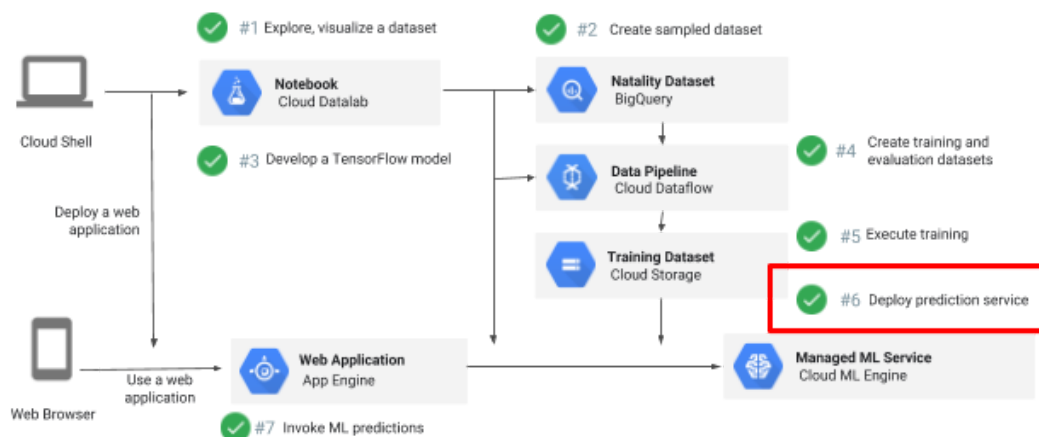 #1 Explore, visualize a dataset
#2 Create sampled dataset
Notebook
Cloud Datalab
Natality Dataset
BigQuery
Cloud Shell
#3 Develop a TensorFlow model
#4 Create training and
evaluation datasets
Data Pipeline
Cloud Dataflow
Deploy a web
application
#5 Execute training
Training Dataset
Cloud Storage
#6 Deploy prediction service
Web Application
App Engine
Managed ML Service
Cloud ML Engine
Use a web
application
Web Browser
#7 Invoke ML predictions